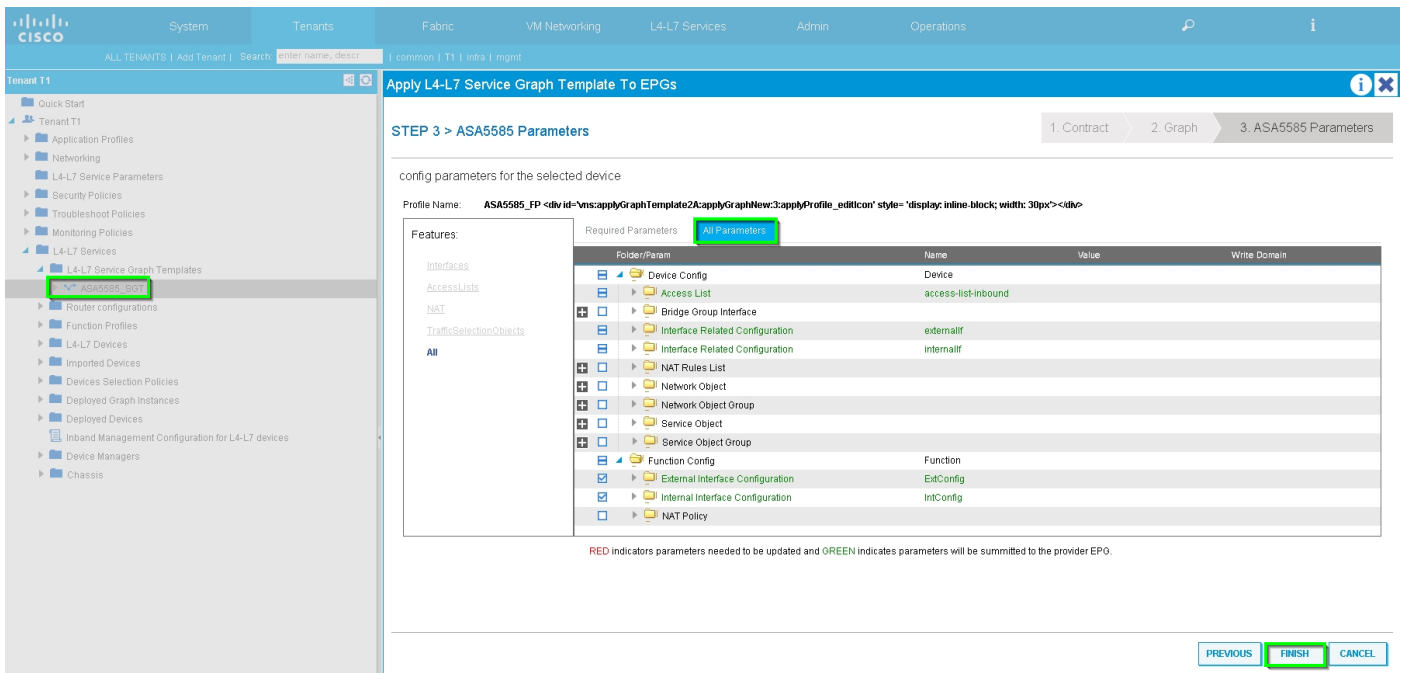 CISCO
System Tenants Fabric VM Networking L4-L7 Services Admin Operations
ALL TENANTS | Add Tenant | Search: enter name, descr | common | T1 | infra | mgmt
Tenant T1
Quick Start
Tenant T1
Application Profiles
Networking
L4-L7 Service Parameters
Security Policies
Troubleshoot Policies
Monitoring Policies
L4-L7 Services
L4-L7 Service Graph Templates
ASA5585_SGT
Router configurations
Function Profiles
L4-L7 Devices
Imported Devices
Devices Selection Policies
Deployed Graph Instances
Deployed Devices
Inband Management Configuration for L4-L7 devices
Device Managers
Chassis
Apply L4-L7 Service Graph Template To EPGs
STEP 3 > ASA5585 Parameters
1. Contract 2. Graph 3. ASA5585 Parameters
config parameters for the selected device
Profile Name: ASA5585_FP <div id='vns:applyGraphTemplate2A:applyGraphNew:3:applyProfile_editIcon' style= 'display: inline-block; width: 30px'></div>
Features:
Interfaces
AccessLists
NAT
TrafficSelectionObjects
All
Required Parameters All Parameters
Folder/Param Name Value Write Domain
Device Config Device
Access List access-list-inbound
Bridge Group Interface
Interface Related Configuration externalIf
Interface Related Configuration internalIf
NAT Rules List
Network Object
Network Object Group
Service Object
Service Object Group
Function Config Function
External Interface Configuration ExtConfig
Internal Interface Configuration IntConfig
NAT Policy
RED indicators parameters needed to be updated and GREEN indicates parameters will be summitted to the provider EPG.
PREVIOUS FINISH CANCEL